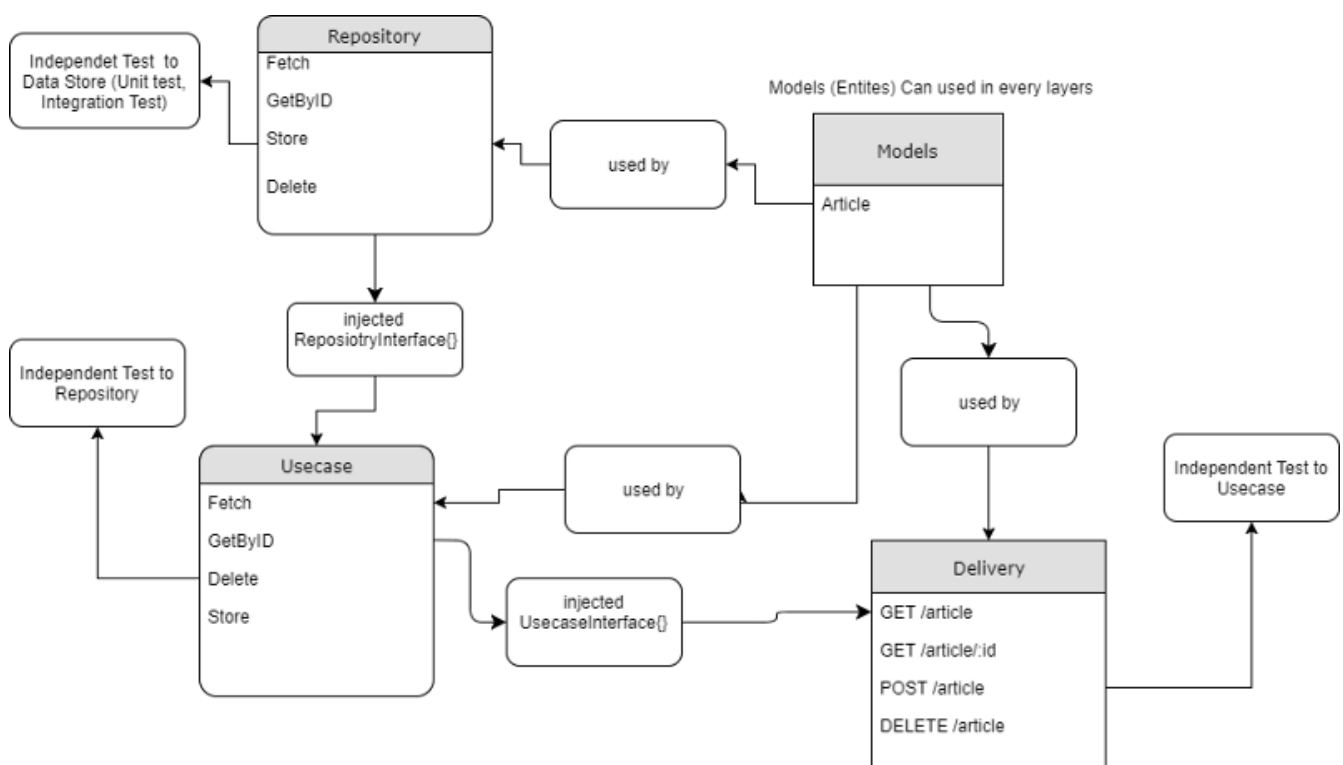 Repository
Fetch
GetByID
Store
Delete
Independet Test to
Data Store (Unit test,
Integration Test)
Models (Entites) Can used in every layers
Models
Article
used by
injected
ReposiotryInterface{}
Independent Test to
Repository
used by
Usecase
Fetch
GetByID
Delete
Store
used by
Independent Test to
Usecase
injected
UsecaseInterface{}
Delivery
GET /article
GET /article/:id
POST /article
DELETE /article